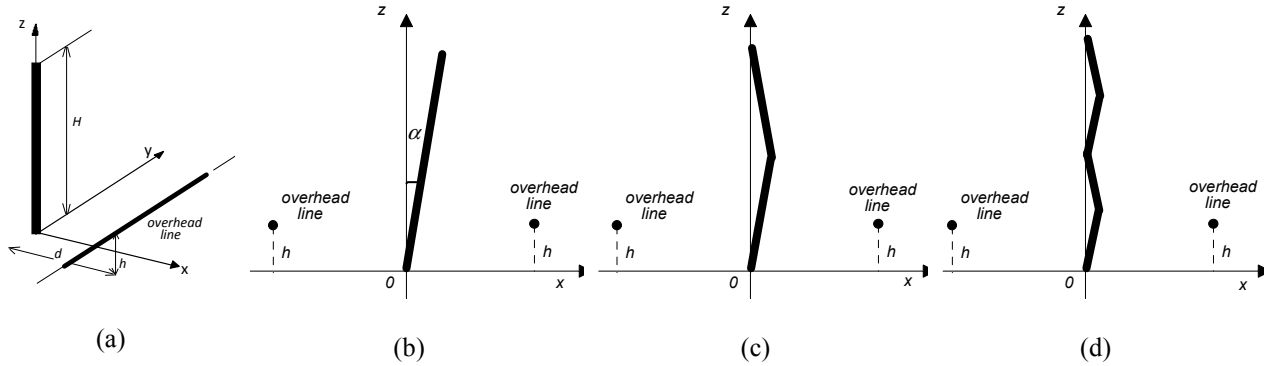 z
H
y
overhead
line
d
h
x
(a)
z
α
overhead
line
overhead
line
h
h
0
x
(b)
z
overhead
line
overhead
line
h
h
0
x
(c)
z
overhead
line
overhead
line
h
h
0
x
(d)